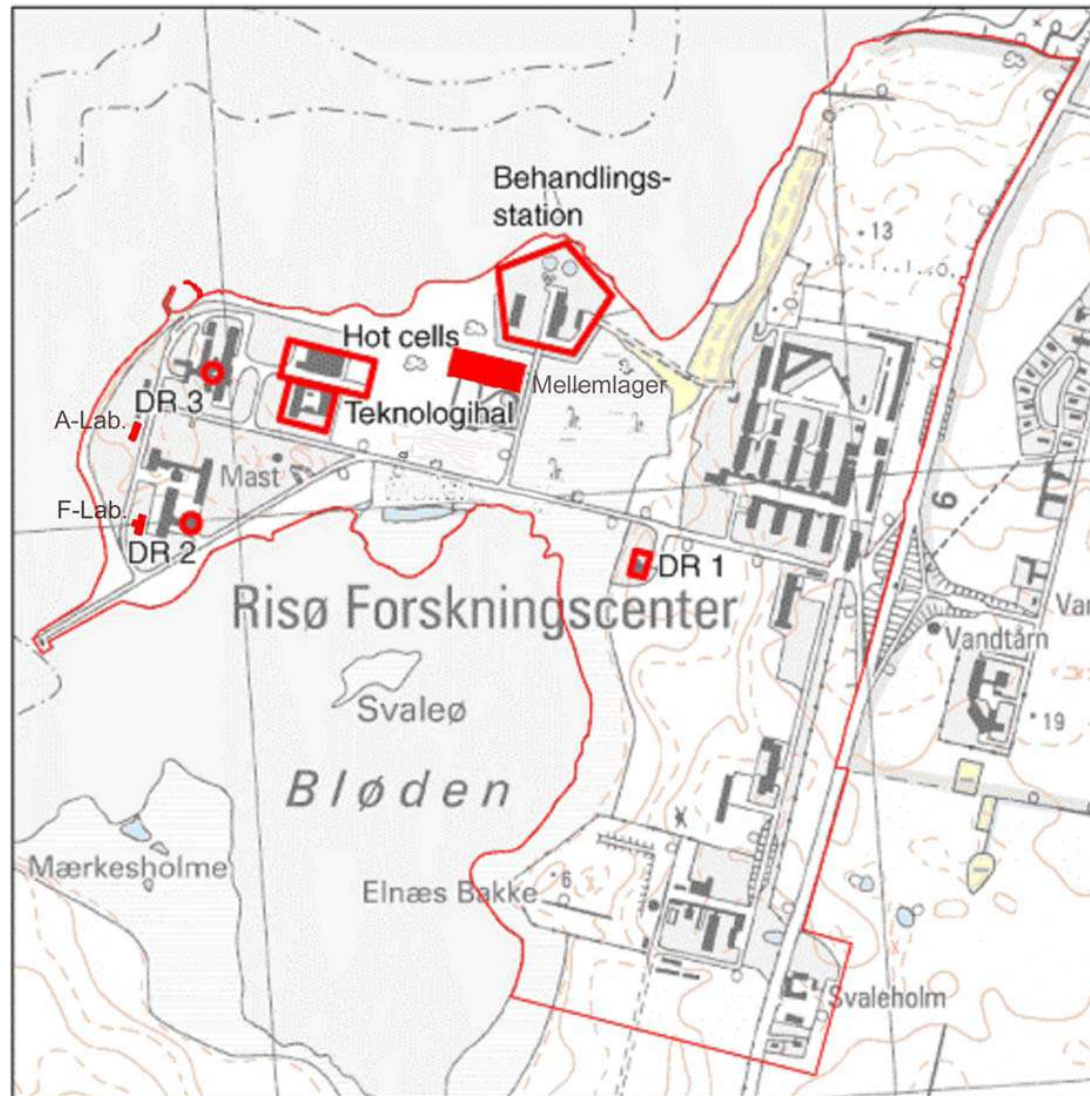 Behandlings-
station
13
Hot cells
Mellemlager
DR 3
Teknologihal
A-Lab.
Mast
F-Lab.
DR 2
DR 1
6
Risø Forskningscenter
Vandtårn
Svaleø
19
Bløden
Mærkesholme
Elnæs Bakke
6
Svaleholm